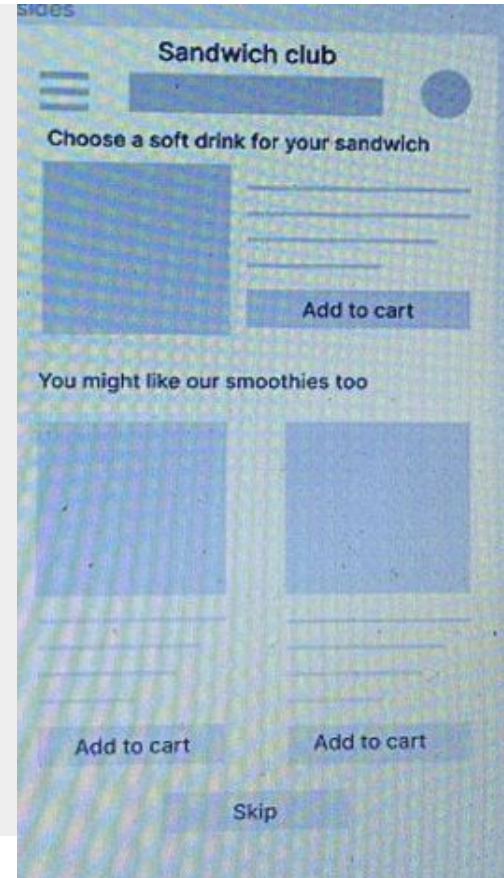 sides
Sandwich club
Choose a soft drink for your sandwich
Add to cart
You might like our smoothies too
Add to cart
Add to cart
Skip